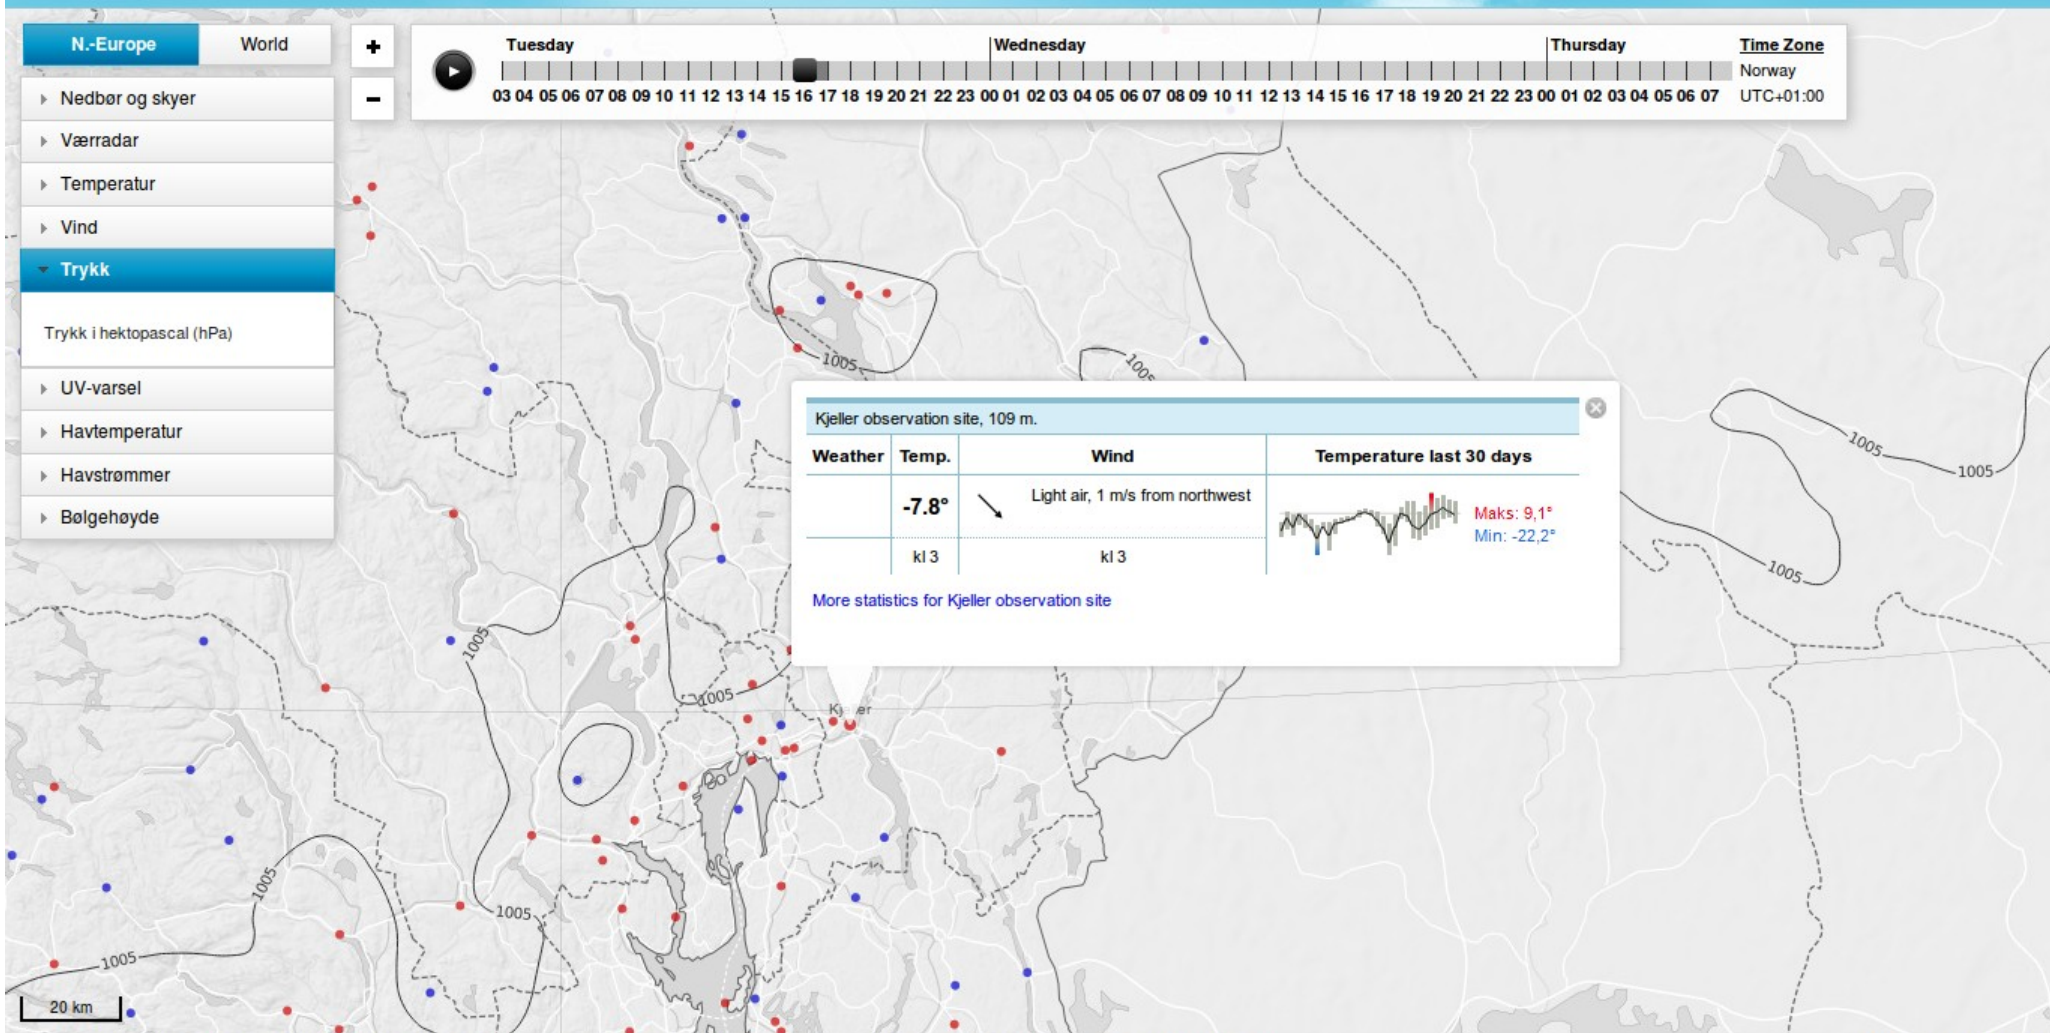 N.-Europe World
+
−
Nedbør og skyer
Værradar
Temperatur
Vind
Trykk
Trykk i hektopascal (hPa)
UV-varsel
Havtemperatur
Havstrømmer
Bølgehøyde
Tuesday Wednesday Thursday
03 04 05 06 07 08 09 10 11 12 13 14 15 16 17 18 19 20 21 22 23 00 01 02 03 04 05 06 07 08 09 10 11 12 13 14 15 16 17 18 19 20 21 22 23 00 01 02 03 04 05 06 07
Time Zone
Norway
UTC+01:00
1005
1005
Kjeller observation site, 109 m.
Weather Temp. Wind Temperature last 30 days
-7.8° Light air, 1 m/s from northwest
Maks: 9,1°
Min: -22,2°
kl 3 kl 3
More statistics for Kjeller observation site
1005
1005
1005
1005
1005
1005
1005
1005
20 km